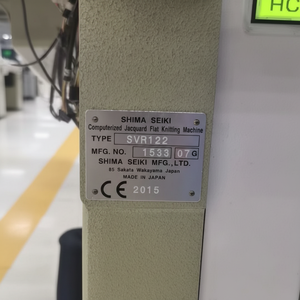 HC
SHIMA SEIKI
Computerized Jacquard Flat Knitting Machine
TYPE SVR122
MFG. NO. 1533 07G
SHIMA SEIKI MFG., LTD.
85 Sakata Wakayama Japan
MADE IN JAPAN
CE 2015